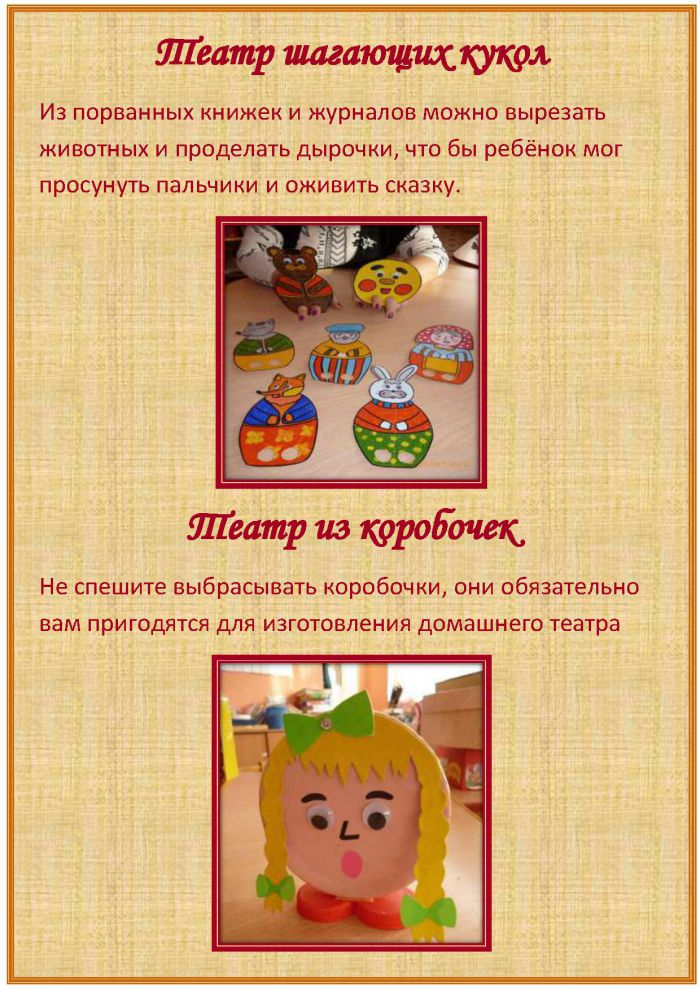 Театр шагающих кукол
Из порванных книжек и журналов можно вырезать
животных и проделать дырочки, что бы ребёнок мог
просунуть пальчики и оживить сказку.
Театр из коробочек
Не спешите выбрасывать коробочки, они обязательно
вам пригодятся для изготовления домашнего театра